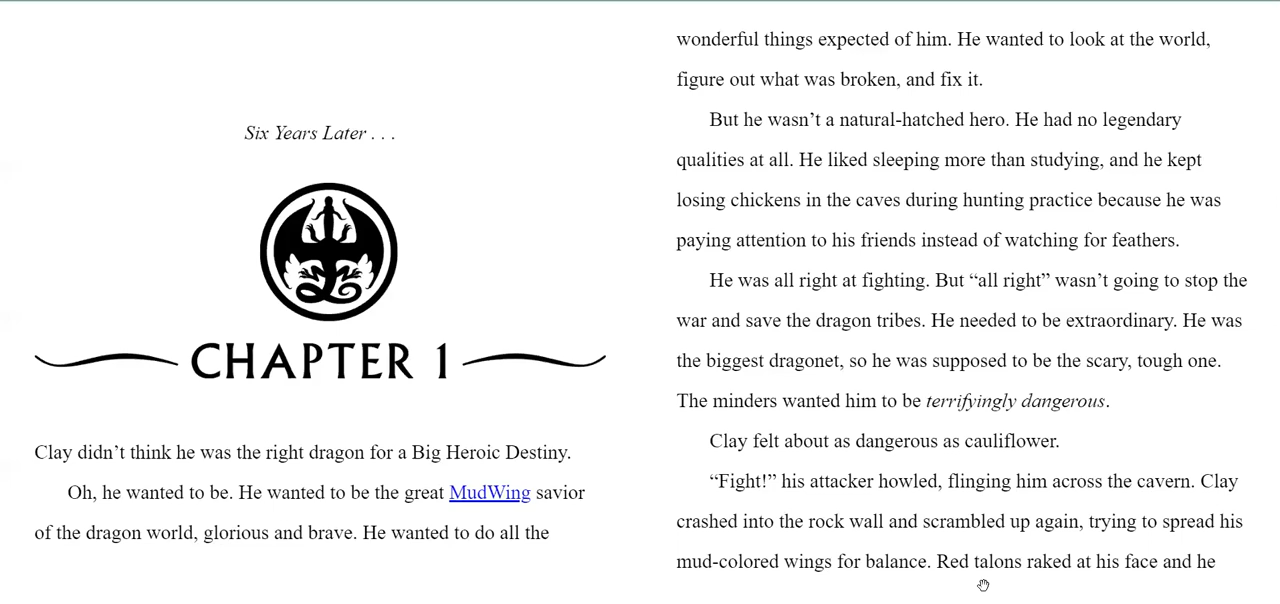 Six Years Later . . .
CHAPTER 1
Clay didn’t think he was the right dragon for a Big Heroic Destiny.
Oh, he wanted to be. He wanted to be the great MudWing savior
of the dragon world, glorious and brave. He wanted to do all the
wonderful things expected of him. He wanted to look at the world,
figure out what was broken, and fix it.
But he wasn’t a natural-hatched hero. He had no legendary
qualities at all. He liked sleeping more than studying, and he kept
losing chickens in the caves during hunting practice because he was
paying attention to his friends instead of watching for feathers.
He was all right at fighting. But “all right” wasn’t going to stop the
war and save the dragon tribes. He needed to be extraordinary. He was
the biggest dragonet, so he was supposed to be the scary, tough one.
The minders wanted him to be terrifyingly dangerous.
Clay felt about as dangerous as cauliflower.
“Fight!” his attacker howled, flinging him across the cavern. Clay
crashed into the rock wall and scrambled up again, trying to spread his
mud-colored wings for balance. Red talons raked at his face and he